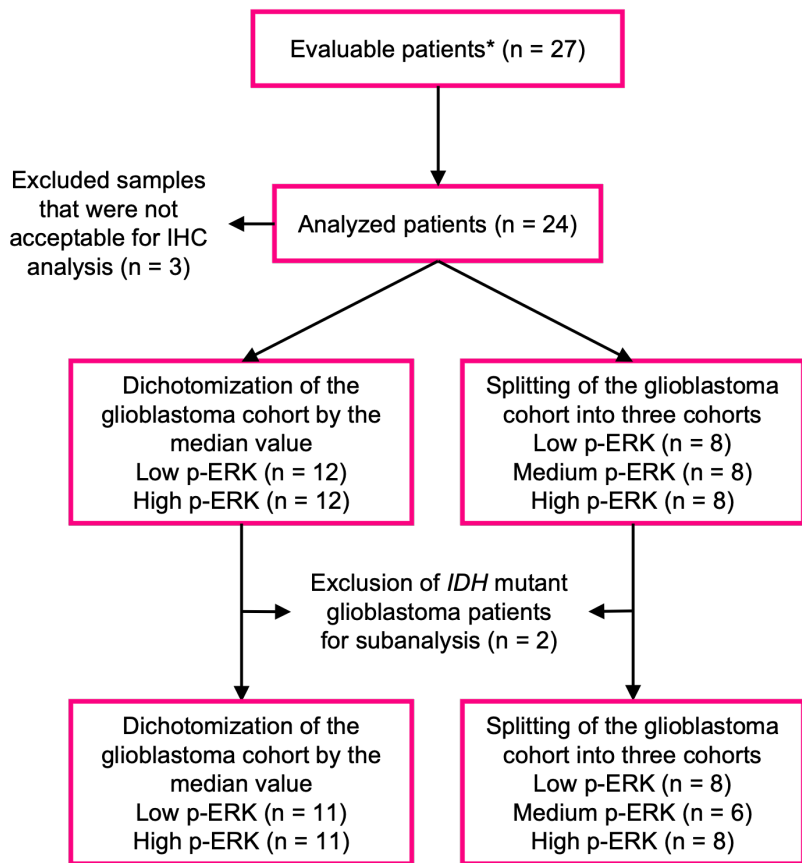 Evaluable patients* (n = 27)
Excluded samples
that were not
acceptable for IHC
analysis (n = 3)
Analyzed patients (n = 24)
Dichotomization of the
glioblastoma cohort by the
median value
Low p-ERK (n = 12)
High p-ERK (n = 12)
Splitting of the glioblastoma
cohort into three cohorts
Low p-ERK (n = 8)
Medium p-ERK (n = 8)
High p-ERK (n = 8)
Exclusion of IDH mutant
glioblastoma patients
for subanalysis (n = 2)
Dichotomization of the
glioblastoma cohort by the
median value
Low p-ERK (n = 11)
High p-ERK (n = 11)
Splitting of the glioblastoma
cohort into three cohorts
Low p-ERK (n = 8)
Medium p-ERK (n = 6)
High p-ERK (n = 8)